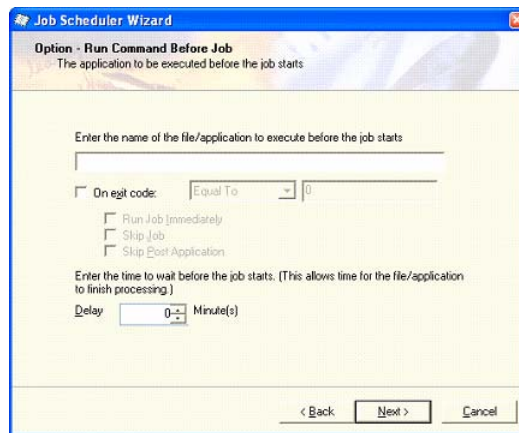 Job Scheduler Wizard
Option - Run Command Before Job
The application to be executed before the job starts
Enter the name of the file/application to execute before the job starts
On exit code: Equal To 0
Run Job Immediately
Skip Job
Skip Post Application
Enter the time to wait before the job starts. (This allows time for the file/application
to finish processing.)
Delay 0 Minute(s)
< Back Next > Cancel